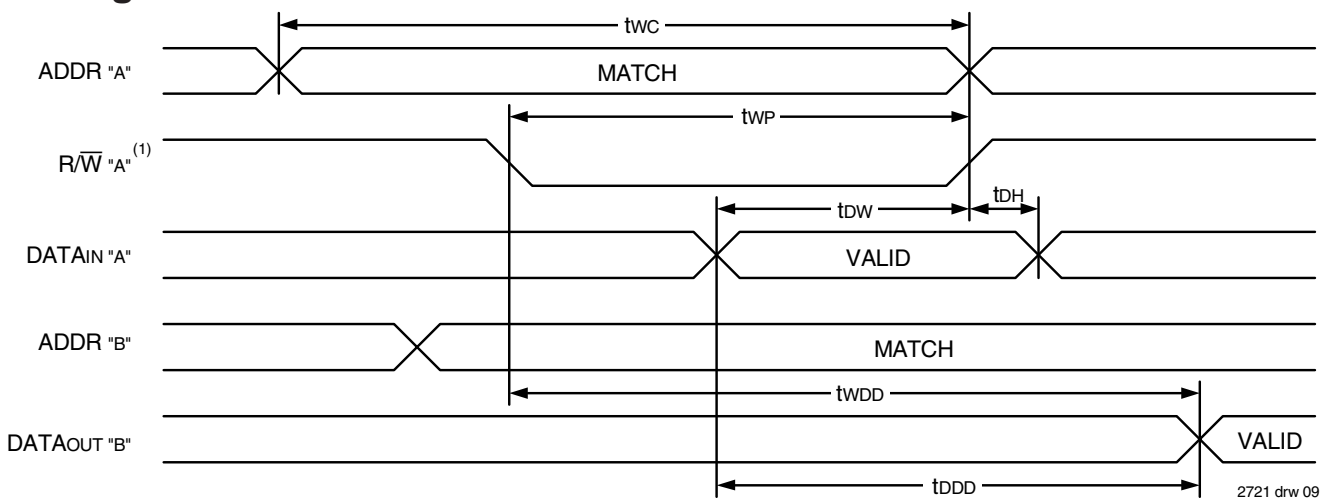 tWC
ADDR "A"
MATCH
tWP
R/W̅ "A"(1)
tDW
tDH
DATAIN "A"
VALID
ADDR "B"
MATCH
tWDD
DATAOUT "B"
VALID
tDDD
2721 drw 09